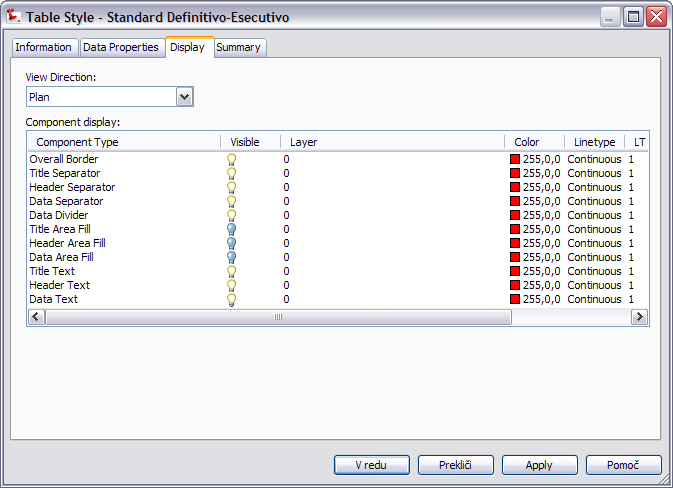 Table Style - Standard Definitivo-Esecutivo
Information Data Properties Display Summary
View Direction:
Plan
Component display:
Component Type Visible Layer Color Linetype LT
Overall Border 0 255,0,0 Continuous 1
Title Separator 0 255,0,0 Continuous 1
Header Separator 0 255,0,0 Continuous 1
Data Separator 0 255,0,0 Continuous 1
Data Divider 0 255,0,0 Continuous 1
Title Area Fill 0 255,0,0 Continuous 1
Header Area Fill 0 255,0,0 Continuous 1
Data Area Fill 0 255,0,0 Continuous 1
Title Text 0 255,0,0 Continuous 1
Header Text 0 255,0,0 Continuous 1
Data Text 0 255,0,0 Continuous 1
V redu Prekliči Apply Pomoč